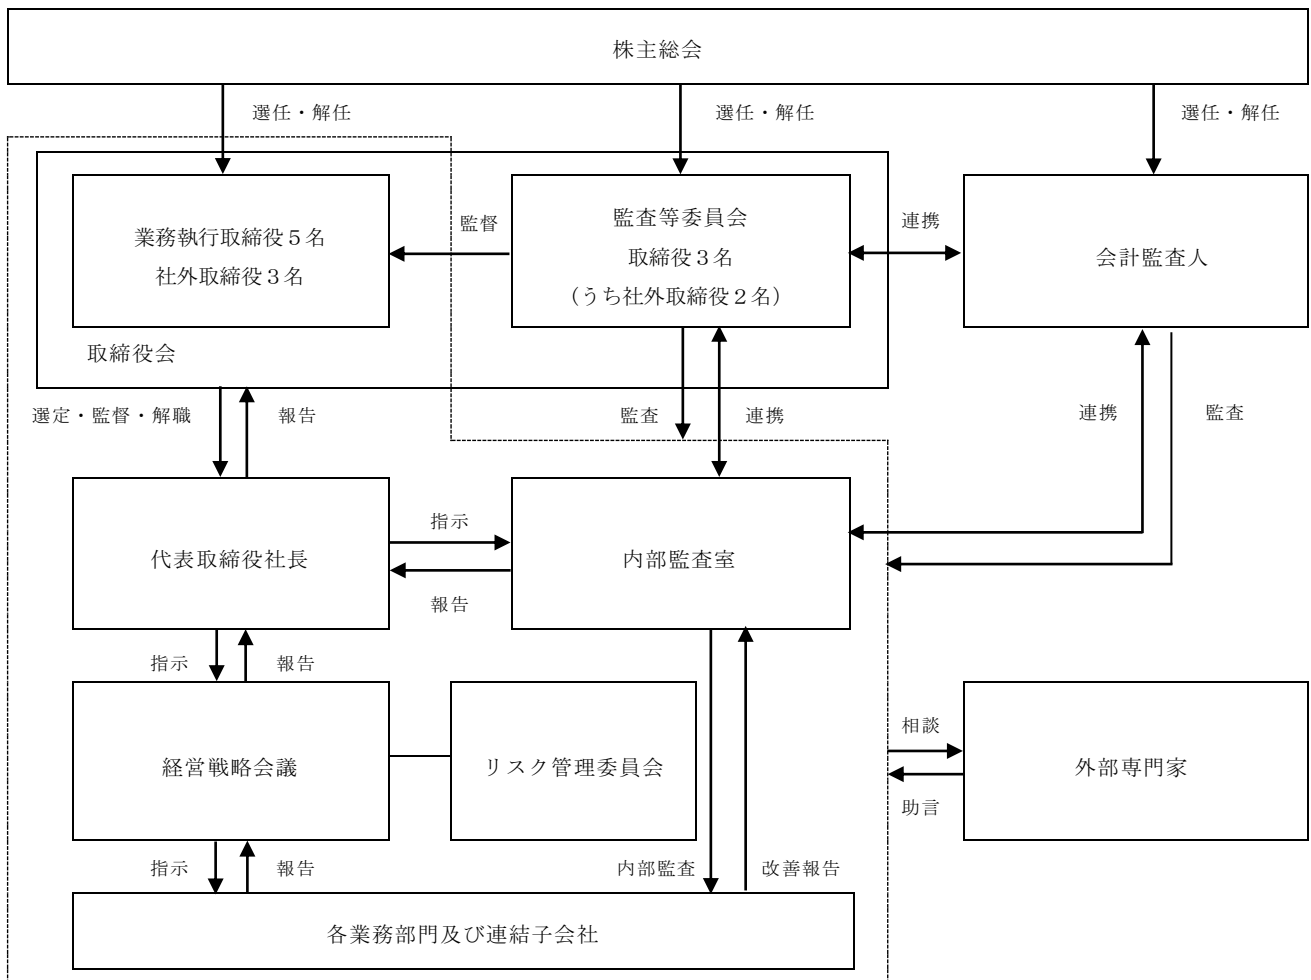 株主総会
選任・解任
選任・解任
選任・解任
業務執行取締役５名
社外取締役３名
監督
監査等委員会
取締役３名
（うち社外取締役２名）
連携
会計監査人
取締役会
選定・監督・解職
報告
監査
連携
連携
監査
代表取締役社長
指示
報告
内部監査室
指示
報告
経営戦略会議
リスク管理委員会
相談
助言
外部専門家
指示
報告
内部監査
改善報告
各業務部門及び連結子会社